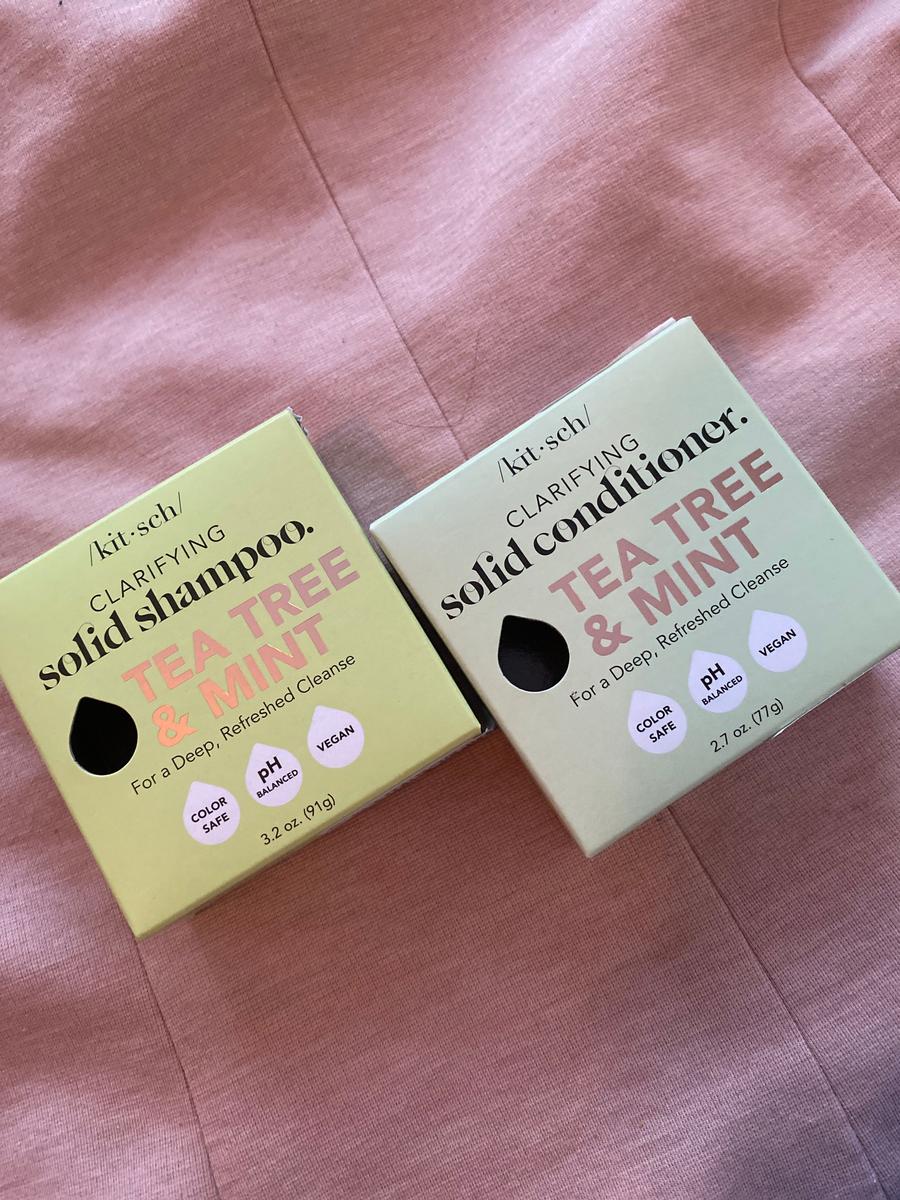 /kit·sch/
CLARIFYING
solid shampoo.
TEA TREE
& MINT
For a Deep, Refreshed Cleanse
COLOR
SAFE
pH
BALANCED
VEGAN
3.2 oz. (91g)
/kit·sch/
CLARIFYING
solid conditioner.
TEA TREE
& MINT
For a Deep, Refreshed Cleanse
COLOR
SAFE
pH
BALANCED
VEGAN
2.7 oz. (77g)